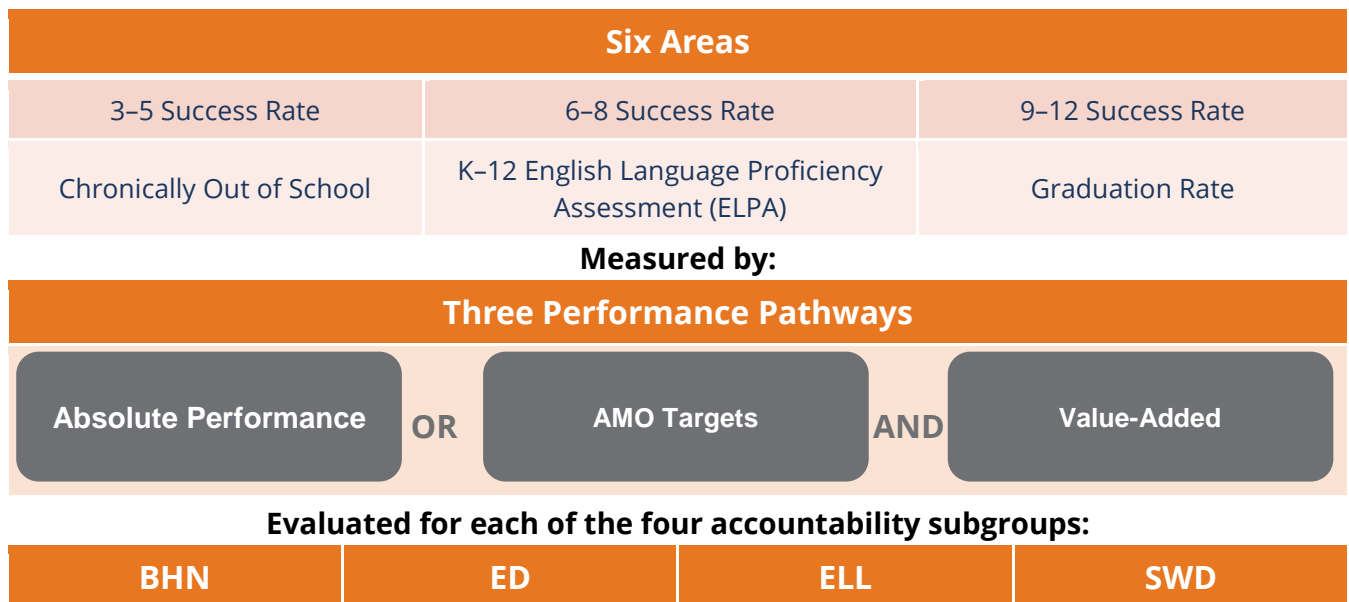 Six Areas
3–5 Success Rate
6–8 Success Rate
9–12 Success Rate
Chronically Out of School
K–12 English Language Proficiency
Assessment (ELPA)
Graduation Rate
Measured by:
Three Performance Pathways
Absolute Performance
OR
AMO Targets
AND
Value-Added
Evaluated for each of the four accountability subgroups:
BHN
ED
ELL
SWD